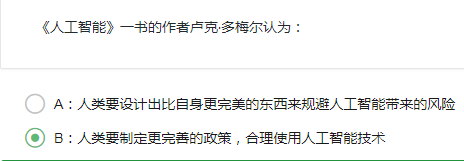 《人工智能》一书的作者卢克·多梅尔认为：
A：人类要设计出比自身更完美的东西来规避人工智能带来的风险
B：人类要制定更完善的政策，合理使用人工智能技术